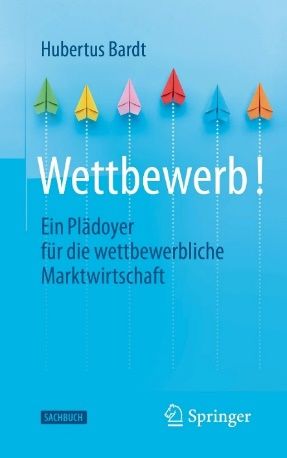 Hubertus Bardt
Wettbewerb!
Ein Plädoyer
für die wettbewerbliche
Marktwirtschaft
SACHBUCH
Springer